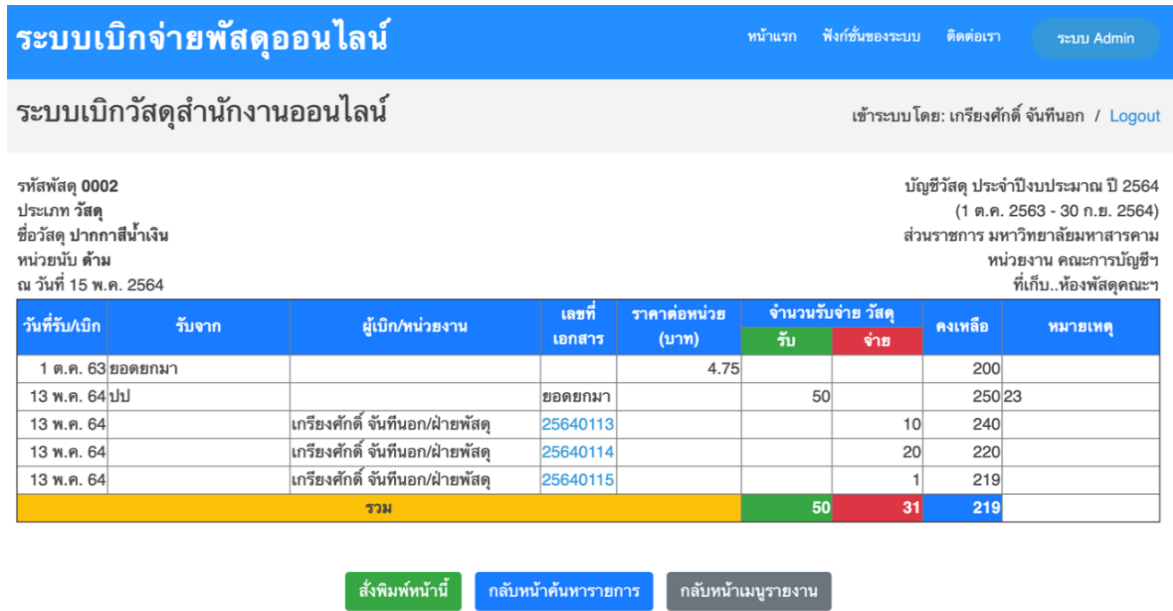 ระบบเบิกจ่ายพัสดุออนไลน์
หน้าแรก ฟังก์ชั่นของระบบ ติดต่อเรา ระบบ Admin
ระบบเบิกวัสดุสำนักงานออนไลน์
เข้าระบบโดย: เกรียงศักดิ์ จันทีนอก / Logout
รหัสพัสดุ 0002
ประเภท วัสดุ
ชื่อวัสดุ ปากกาสีน้ำเงิน
หน่วยนับ ด้าม
ณ วันที่ 15 พ.ค. 2564
บัญชีวัสดุ ประจำปีงบประมาณ ปี 2564
(1 ต.ค. 2563 - 30 ก.ย. 2564)
ส่วนราชการ มหาวิทยาลัยมหาสารคาม
หน่วยงาน คณะการบัญชีฯ
ที่เก็บ..ห้องพัสดุคณะฯ
วันที่รับ/เบิก รับจาก ผู้เบิก/หน่วยงาน เลขที่เอกสาร ราคาต่อหน่วย (บาท) จำนวนรับจ่าย วัสดุ คงเหลือ หมายเหตุ
รับ จ่าย
1 ต.ค. 63 ยอดยกมา 4.75 200
13 พ.ค. 64 ปป ยอดยกมา 50 250 23
13 พ.ค. 64 เกรียงศักดิ์ จันทีนอก/ฝ่ายพัสดุ 25640113 10 240
13 พ.ค. 64 เกรียงศักดิ์ จันทีนอก/ฝ่ายพัสดุ 25640114 20 220
13 พ.ค. 64 เกรียงศักดิ์ จันทีนอก/ฝ่ายพัสดุ 25640115 1 219
รวม 50 31 219
สั่งพิมพ์หน้านี้ กลับหน้าค้นหารายการ กลับหน้าเมนูรายงาน